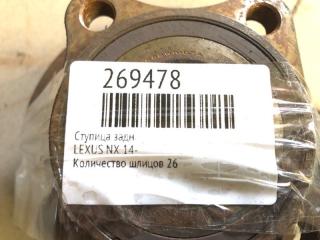 269478
Ступица задн.
LEXUS NX 14-
Количество шлицов 26